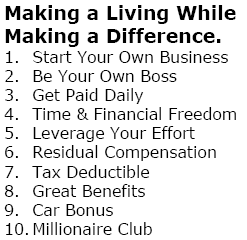 Making a Living While
Making a Difference.
1. Start Your Own Business
2. Be Your Own Boss
3. Get Paid Daily
4. Time & Financial Freedom
5. Leverage Your Effort
6. Residual Compensation
7. Tax Deductible
8. Great Benefits
9. Car Bonus
10. Millionaire Club